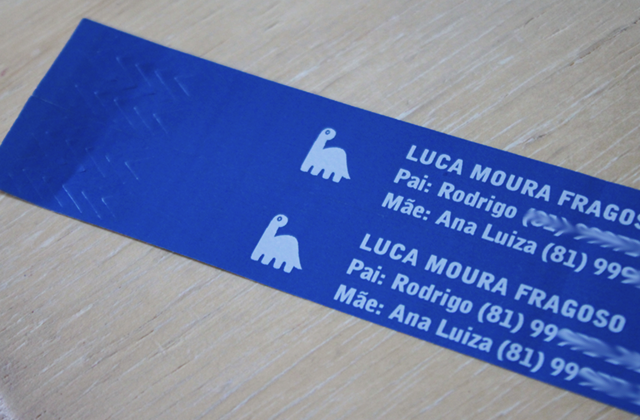 LUCA MOURA FRAGOS
Pai: Rodrigo
Mãe: Ana Luiza (81) 99
LUCA MOURA FRAGOSO
Pai: Rodrigo (81) 99
Mãe: Ana Luiza (81) 99